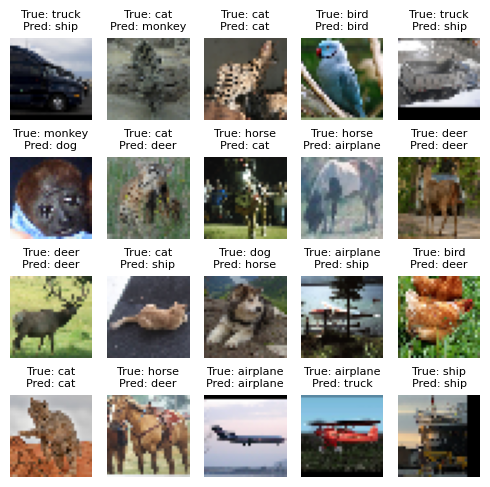 True: truck
Pred: ship
True: cat
Pred: monkey
True: cat
Pred: cat
True: bird
Pred: bird
True: truck
Pred: ship
True: monkey
Pred: dog
True: cat
Pred: deer
True: horse
Pred: cat
True: horse
Pred: airplane
True: deer
Pred: deer
True: deer
Pred: deer
True: cat
Pred: ship
True: dog
Pred: horse
True: airplane
Pred: ship
True: bird
Pred: deer
True: cat
Pred: cat
True: horse
Pred: deer
True: airplane
Pred: airplane
True: airplane
Pred: truck
True: ship
Pred: ship